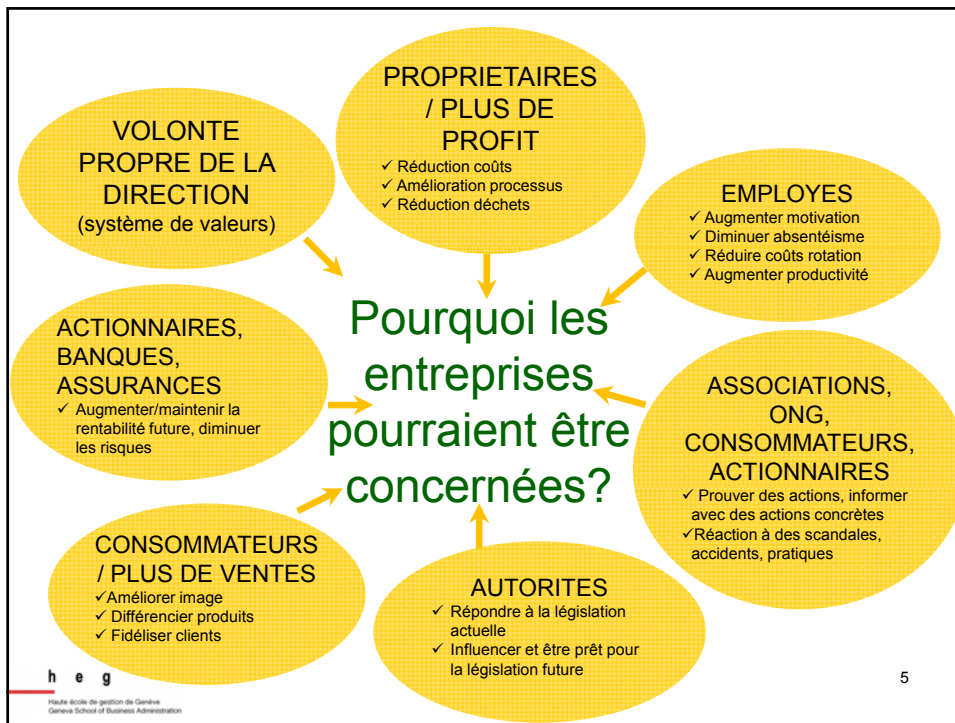 PROPRIETAIRES
/ PLUS DE
PROFIT
✓ Réduction coûts
✓ Amélioration processus
✓ Réduction déchets
VOLONTE
PROPRE DE LA
DIRECTION
(système de valeurs)
EMPLOYES
✓ Augmenter motivation
✓ Diminuer absentéisme
✓ Réduire coûts rotation
✓ Augmenter productivité
Pourquoi les
entreprises
pourraient être
concernées?
ACTIONNAIRES,
BANQUES,
ASSURANCES
✓ Augmenter/maintenir la
rentabilité future, diminuer
les risques
ASSOCIATIONS,
ONG,
CONSOMMATEURS,
ACTIONNAIRES
✓ Prouver des actions, informer
avec des actions concrètes
✓Réaction à des scandales,
accidents, pratiques
CONSOMMATEURS
/ PLUS DE VENTES
✓Améliorer image
✓ Différencier produits
✓ Fidéliser clients
AUTORITES
✓ Répondre à la législation
actuelle
✓ Influencer et être prêt pour
la législation future
h e g
Haute école de gestion de Genève
Geneva School of Business Administration
5